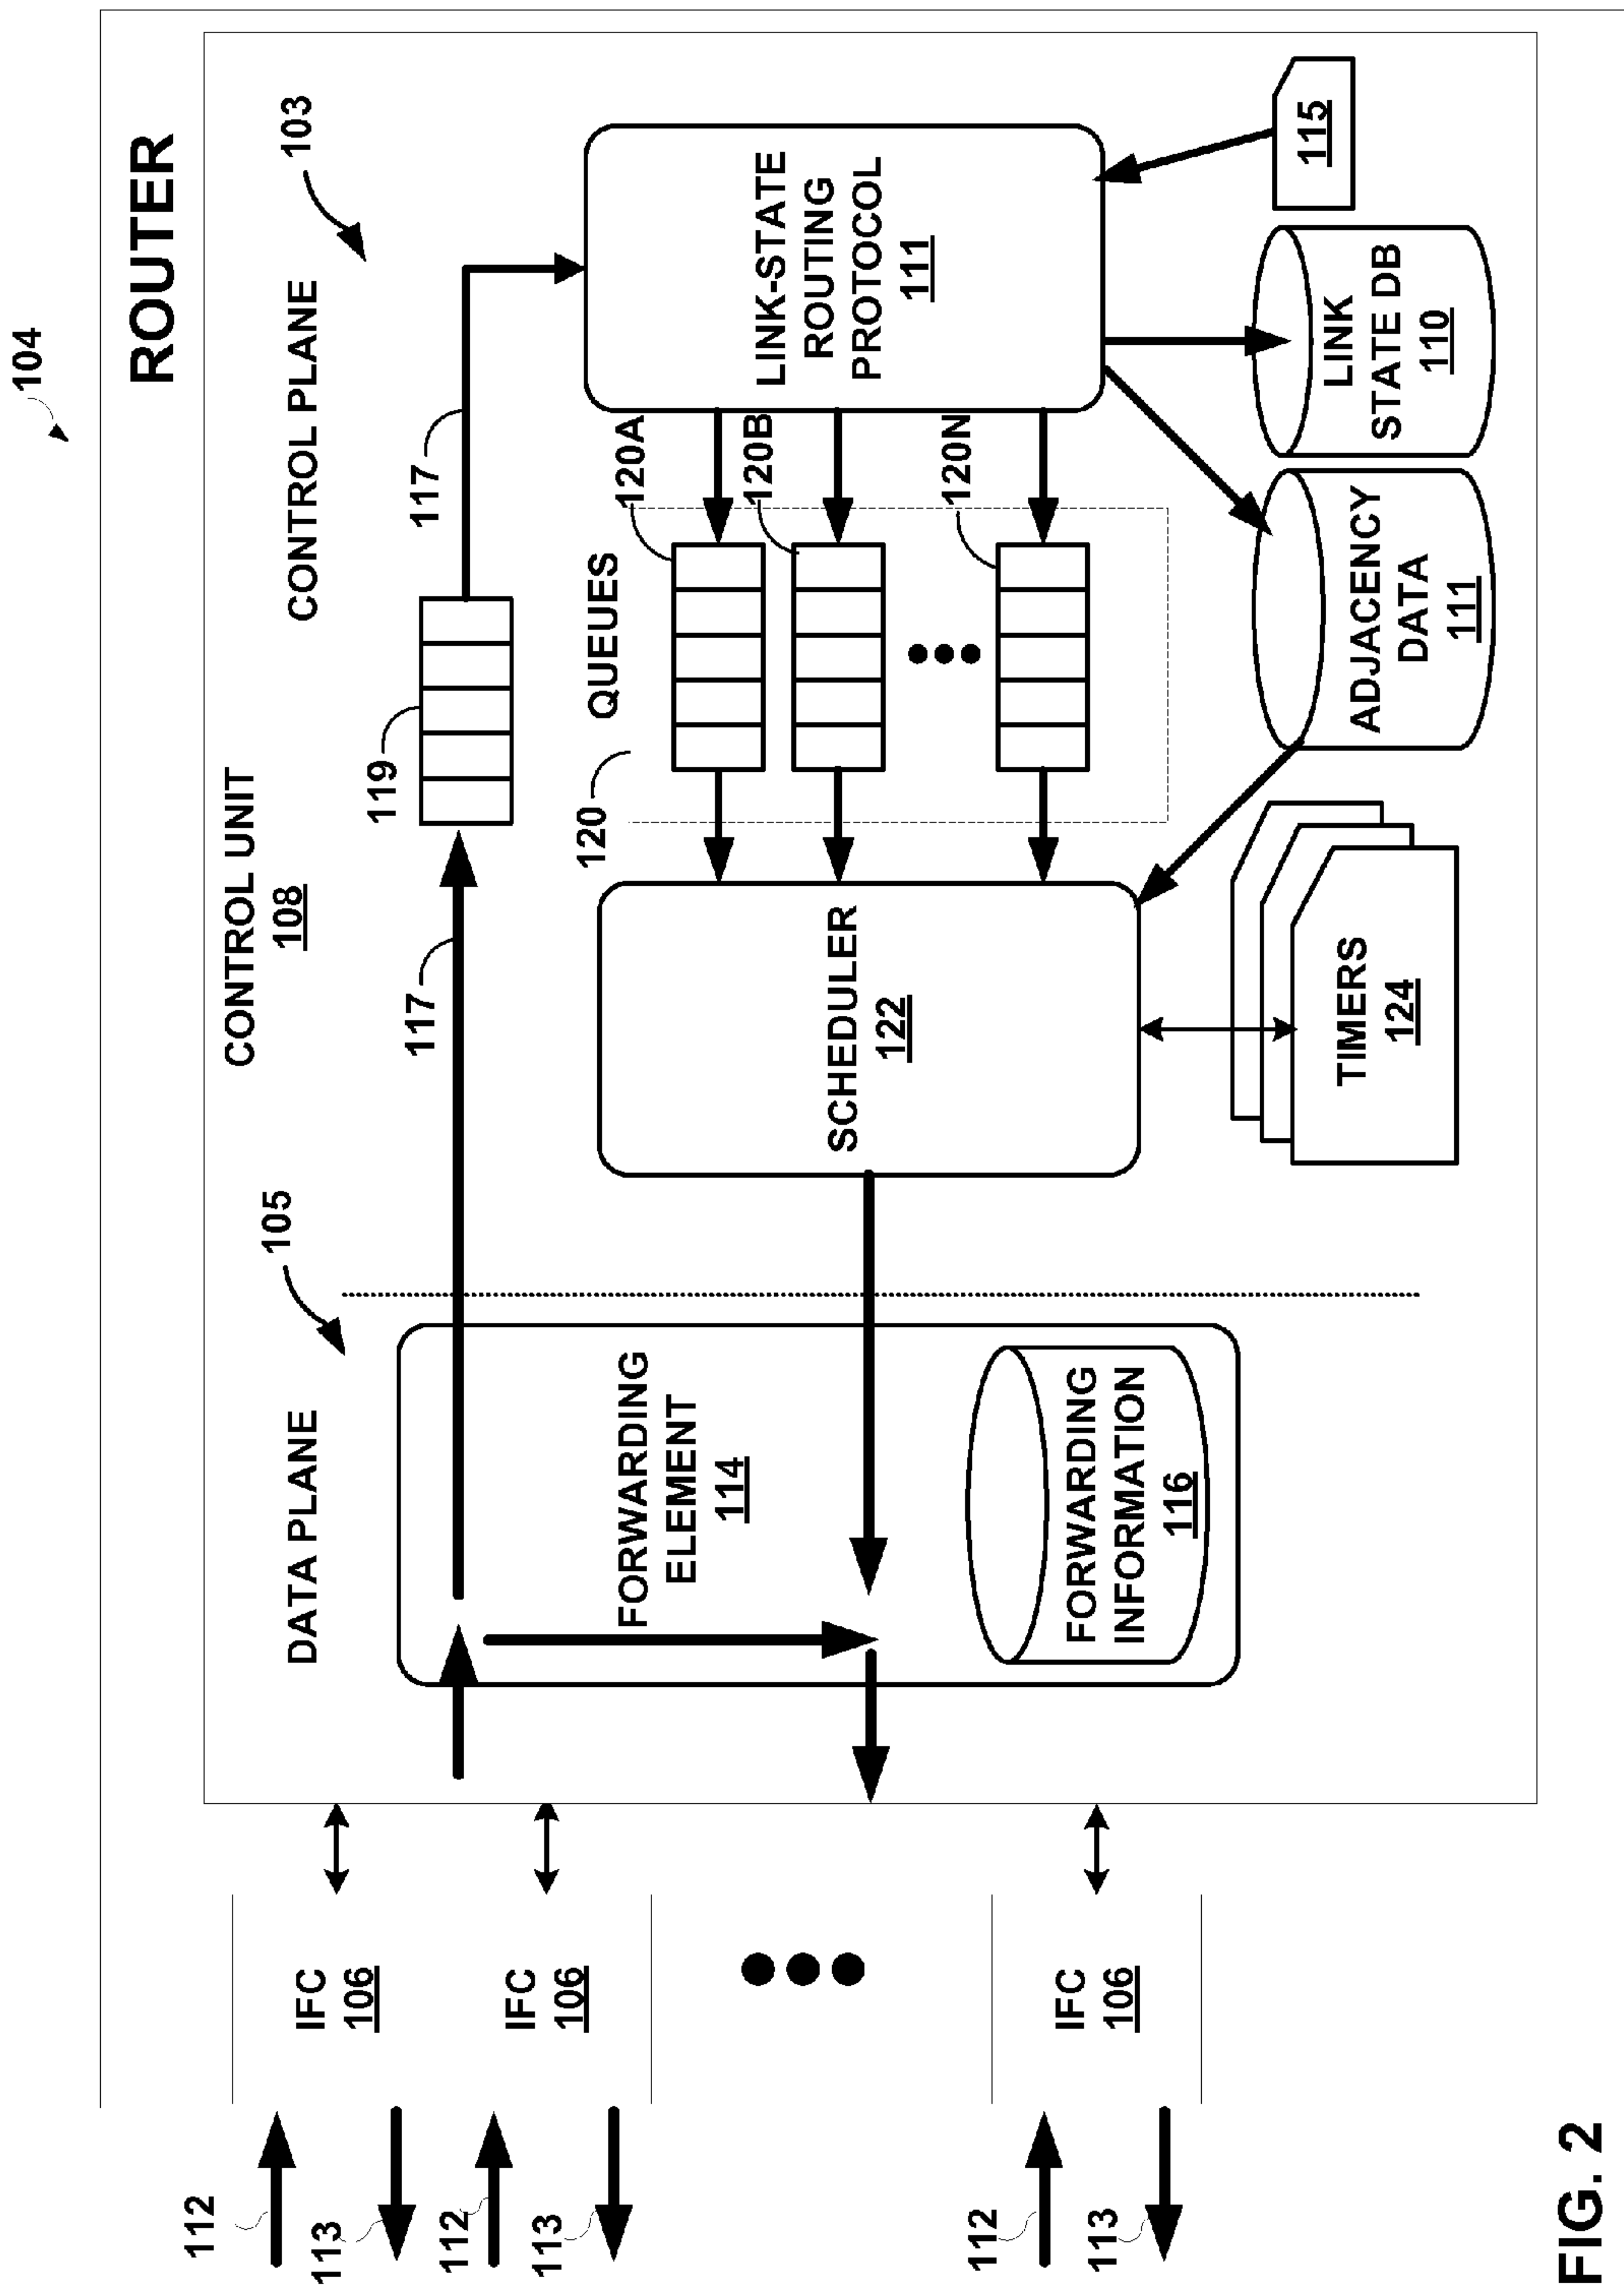 104
ROUTER
CONTROL UNIT
108
DATA PLANE
105
CONTROL PLANE
103
117
119
117
FORWARDING
ELEMENT
114
FORWARDING
INFORMATION
116
SCHEDULER
122
120
QUEUES
120A
120B
120N
LINK-STATE
ROUTING
PROTOCOL
111
TIMERS
124
ADJACENCY
DATA
111
LINK
STATE DB
110
115
112
113
IFC
106
112
113
IFC
106
112
113
IFC
106
FIG. 2